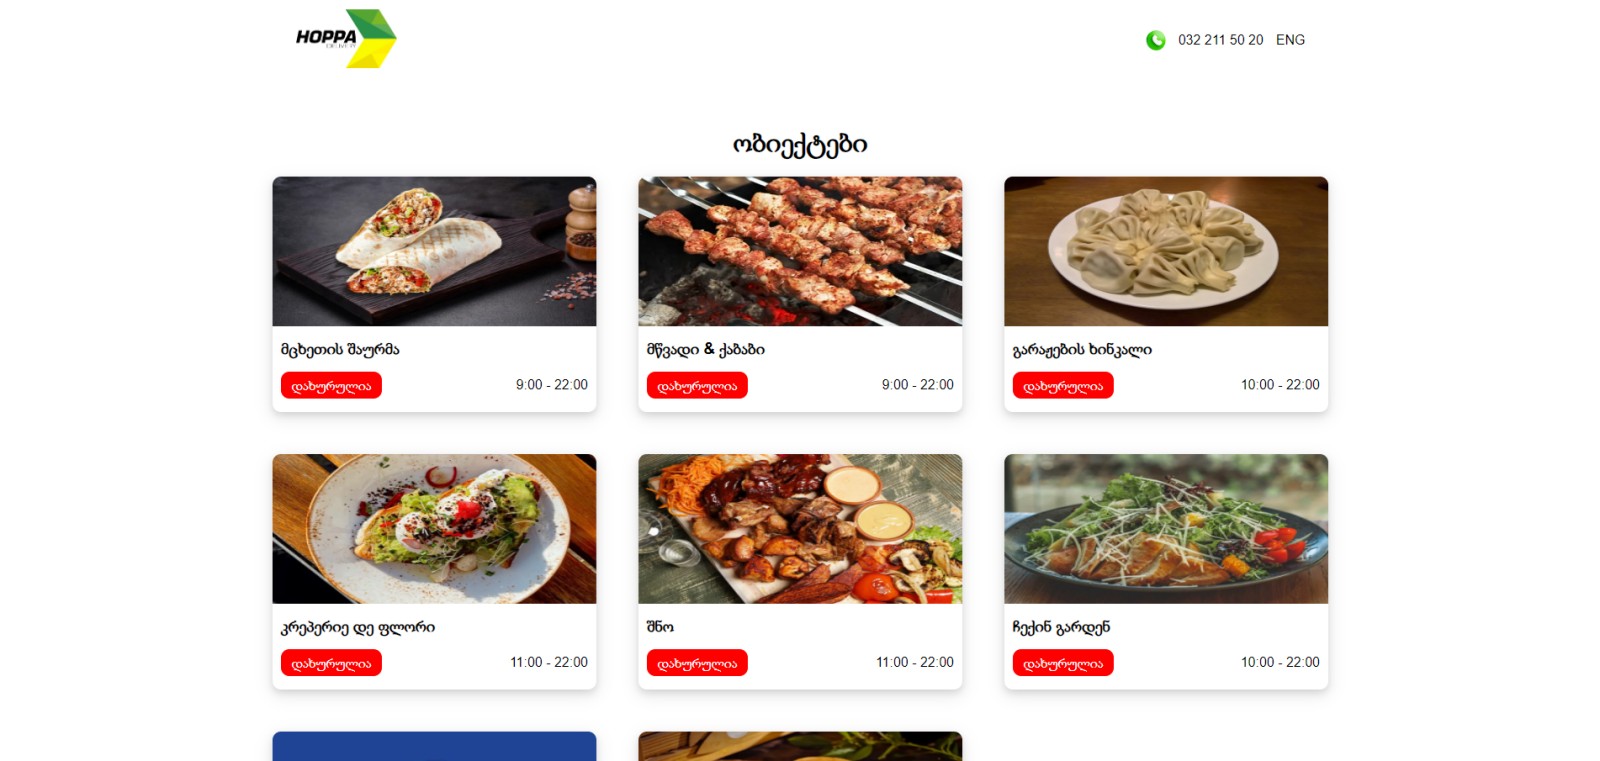 HOPPA
DELIVERY
032 211 50 20 ENG
ობიექტები
მცხეთის შაურმა
დახურულია 9:00 - 22:00
მწვადი & ქაბაბი
დახურულია 9:00 - 22:00
გარაჟების ხინკალი
დახურულია 10:00 - 22:00
კრეპერიე დე ფლორი
დახურულია 11:00 - 22:00
შნო
დახურულია 11:00 - 22:00
ჩექინ გარდენ
დახურულია 10:00 - 22:00